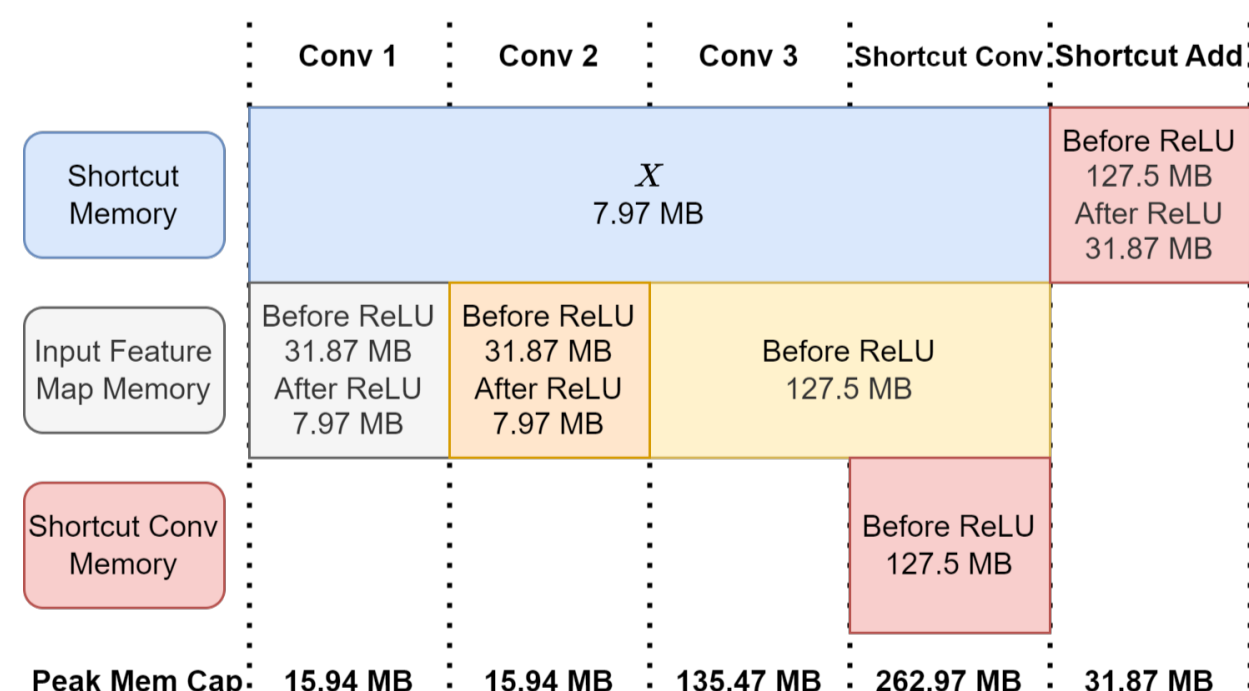 Conv 1
Conv 2
Conv 3
Shortcut Conv
Shortcut Add
Shortcut
Memory
X
7.97 MB
Before ReLU
127.5 MB
After ReLU
31.87 MB
Input Feature
Map Memory
Before ReLU
31.87 MB
After ReLU
7.97 MB
Before ReLU
31.87 MB
After ReLU
7.97 MB
Before ReLU
127.5 MB
Shortcut Conv
Memory
Before ReLU
127.5 MB
Peak Mem Cap
15.94 MB
15.94 MB
135.47 MB
262.97 MB
31.87 MB